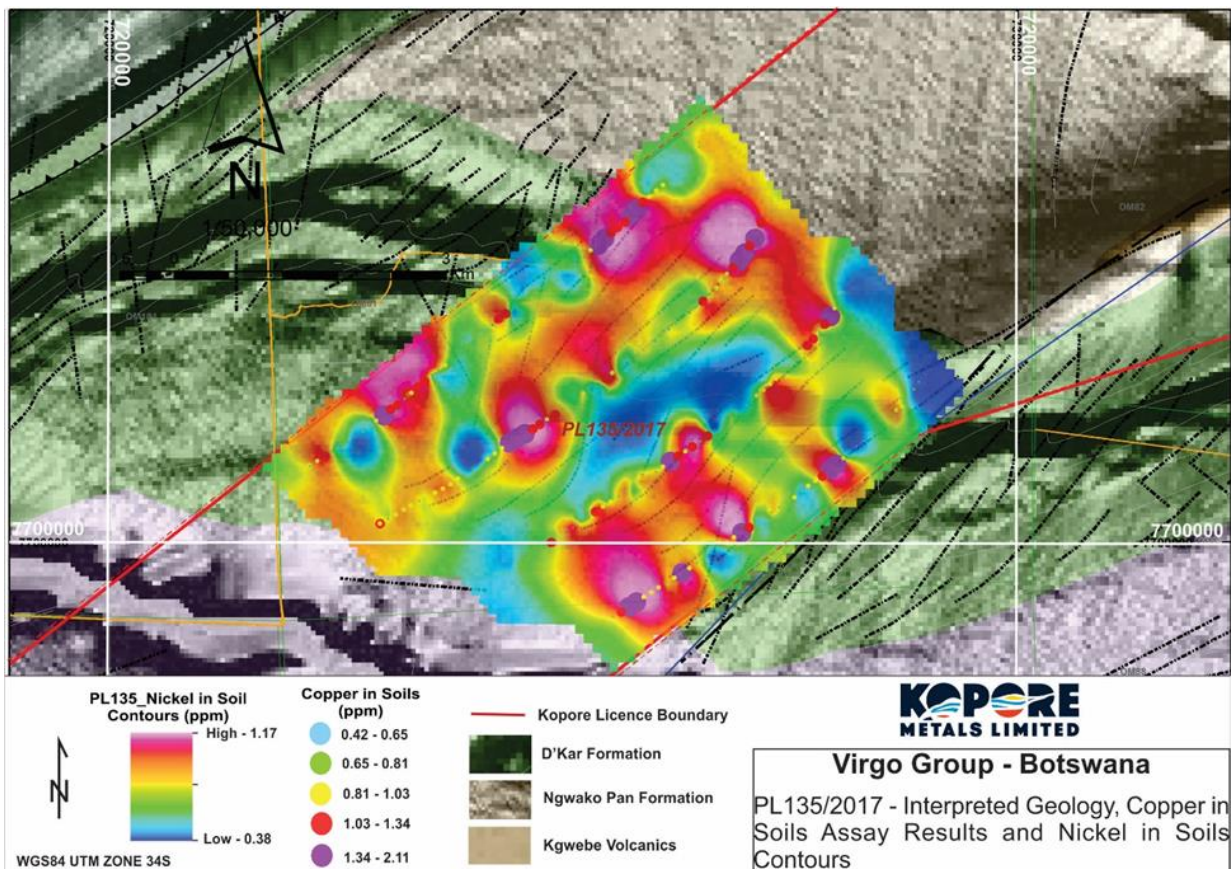 720000
720000
N
1/50,000
3
Km
OM82
PL135/2017
7700000
7700000
7700000
7700000
OM88
PL135_Nickel in Soil
Contours (ppm)
High - 1.17
Low - 0.38
N
WGS84 UTM ZONE 34S
Copper in Soils
(ppm)
0.42 - 0.65
0.65 - 0.81
0.81 - 1.03
1.03 - 1.34
1.34 - 2.11
Kopore Licence Boundary
D'Kar Formation
Ngwako Pan Formation
Kgwebe Volcanics
KOPORE
METALS LIMITED
Virgo Group - Botswana
PL135/2017 - Interpreted Geology, Copper in
Soils Assay Results and Nickel in Soils
Contours